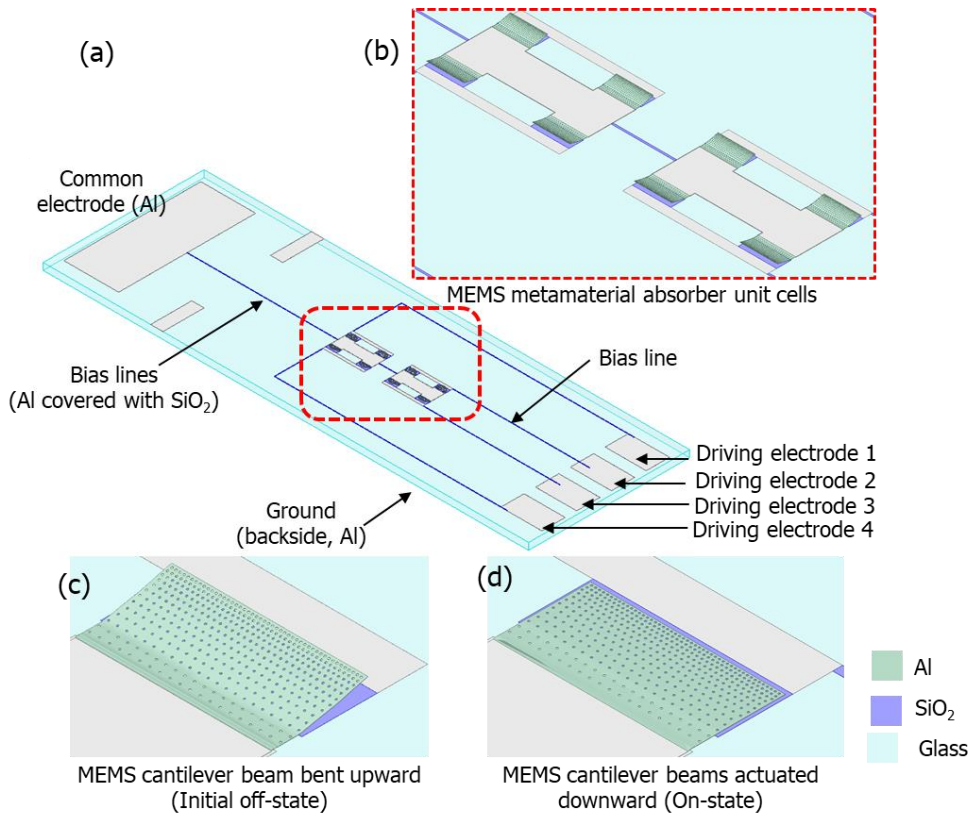 (a)
(b)
Common
electrode (Al)
MEMS metamaterial absorber unit cells
Bias lines
(Al covered with SiO₂)
Bias line
Driving electrode 1
Driving electrode 2
Driving electrode 3
Driving electrode 4
Ground
(backside, Al)
(c)
(d)
Al
SiO₂
Glass
MEMS cantilever beam bent upward
(Initial off-state)
MEMS cantilever beams actuated
downward (On-state)